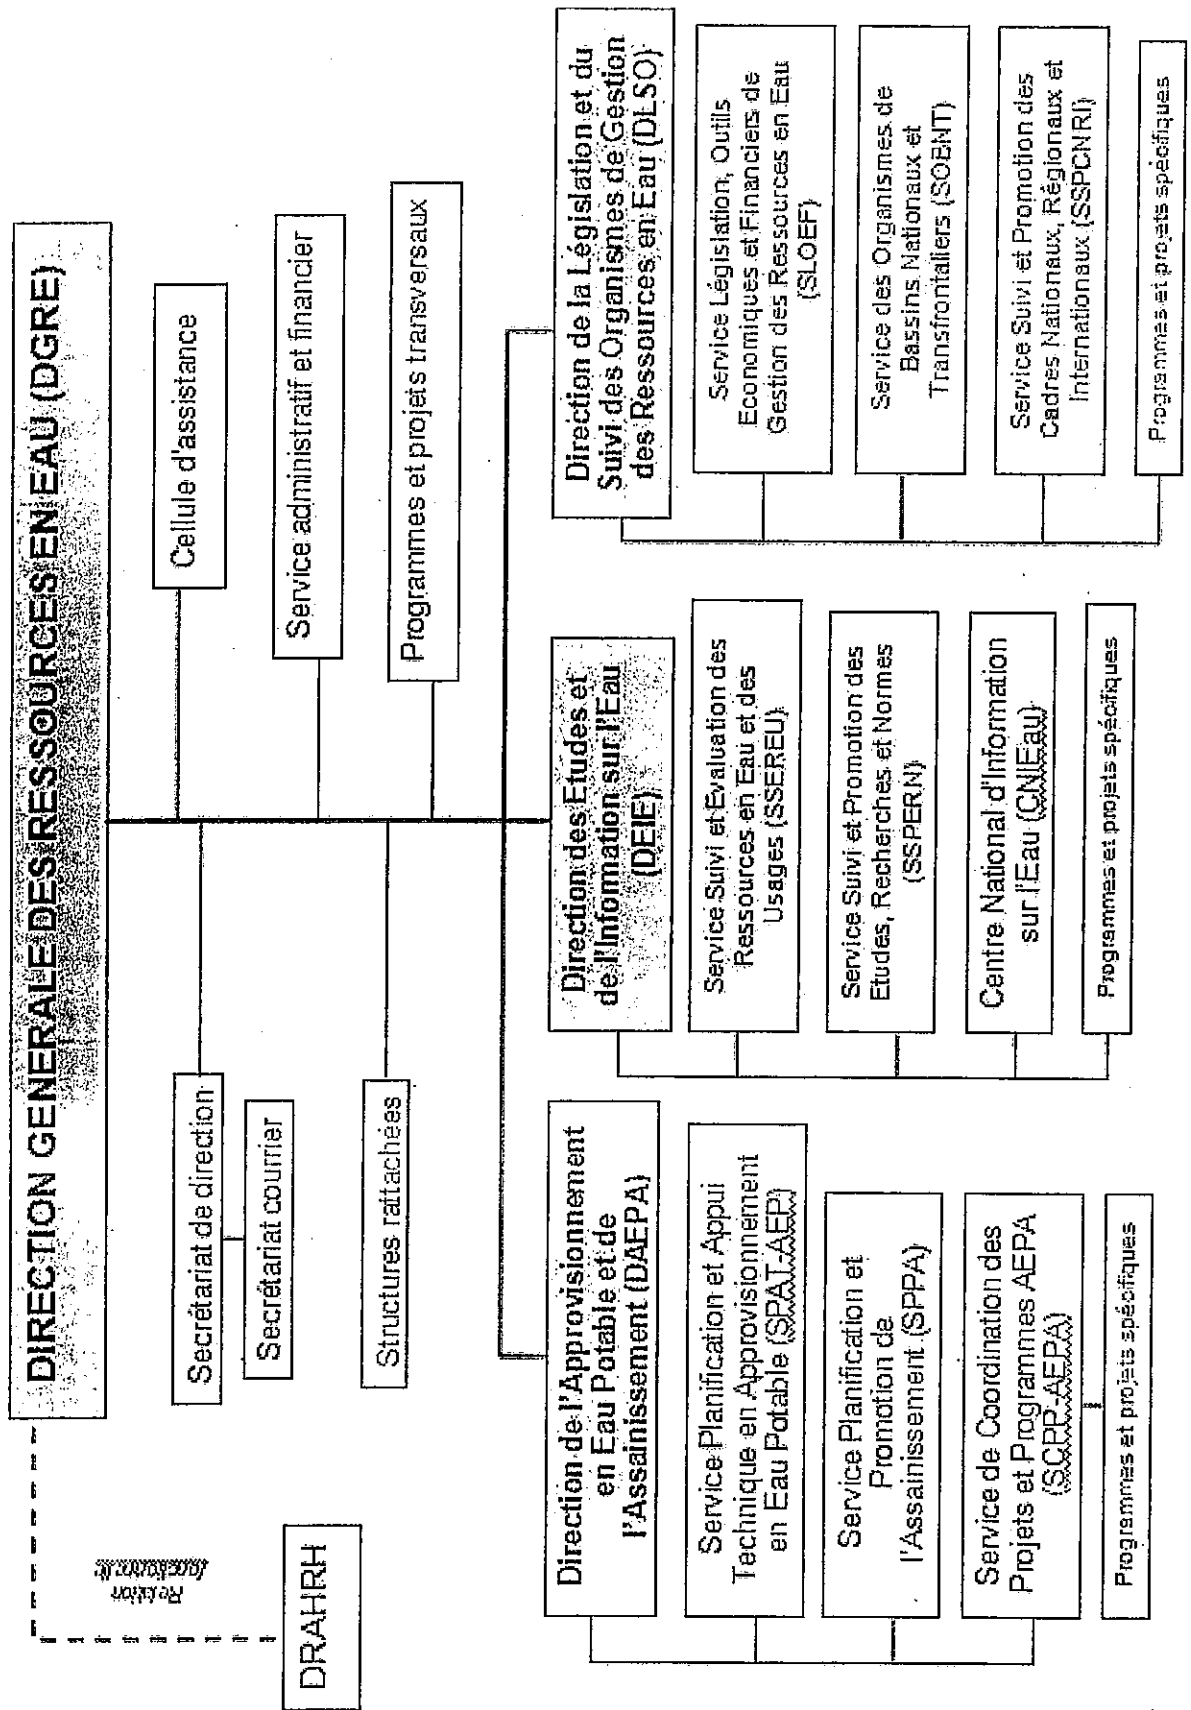 DIRECTION GENERALE DES RESSOURCES EN EAU (DGRE)
Relation
fonctionnelle
DRAHRH
Secrétariat de direction
Secrétariat courrier
Structures rattachées
Cellule d'assistance
Service administratif et financier
Programmes et projets transversaux
Direction de l'Approvisionnement
en Eau Potable et de
l'Assainissement (DAEPA)
Service Planification et Appui
Technique en Approvisionnement
en Eau Potable (SPAT-AEP)
Service Planification et
Promotion de
l'Assainissement (SPPA)
Service de Coordination des
Projets et Programmes AEPA
(SCPP-AEPA)
Programmes et projets spécifiques
Direction des Etudes et
de l'Information sur l'Eau
(DEIE)
Service Suivi et Evaluation des
Ressources en Eau et des
Usages (SSEREU)
Service Suivi et Promotion des
Etudes, Recherches et Normes
(SSPERN)
Centre National d'Information
sur l'Eau (CNIEau)
Programmes et projets spécifiques
Direction de la Législation et du
Suivi des Organismes de Gestion
des Ressources en Eau (DLSO)
Service Législation, Outils
Economiques et Financiers de
Gestion des Ressources en Eau
(SLOEF)
Service des Organismes de
Bassins Nationaux et
Transfrontaliers (SOBNT)
Service Suivi et Promotion des
Cadres Nationaux, Régionaux et
Internationaux (SSPCNRI)
Programmes et projets spécifiques